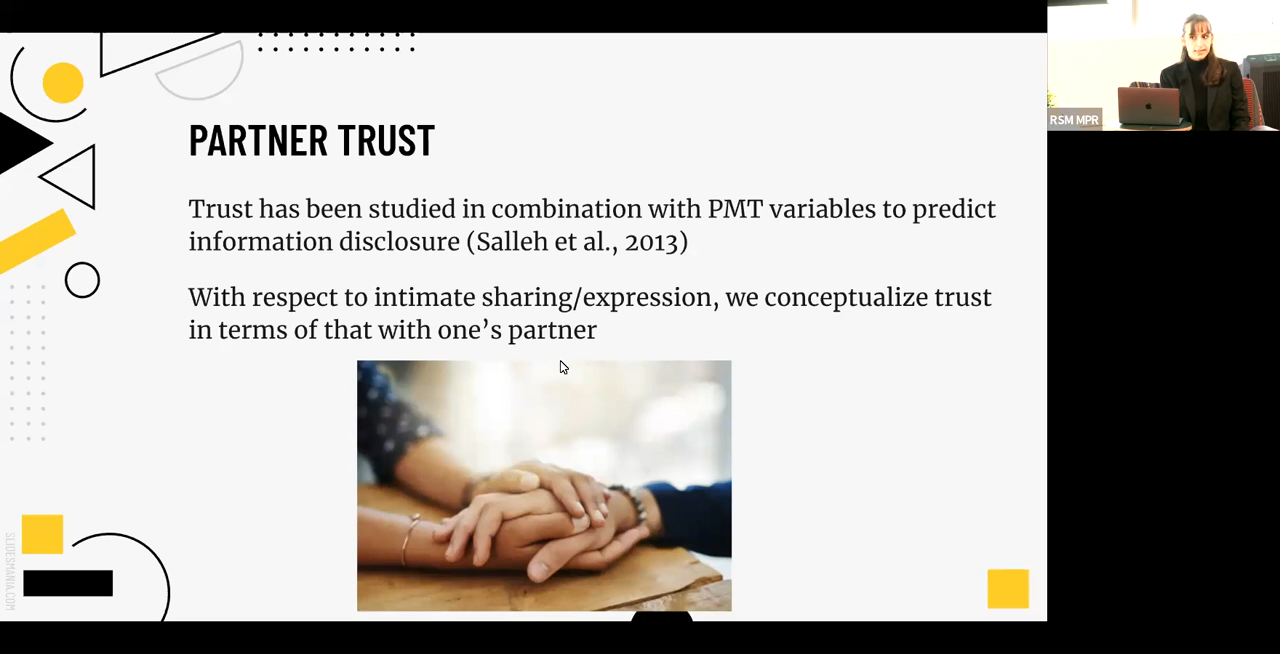 PARTNER TRUST
Trust has been studied in combination with PMT variables to predict
information disclosure (Salleh et al., 2013)
With respect to intimate sharing/expression, we conceptualize trust
in terms of that with one’s partner
SLIDESMANIA.COM
RSM MPR